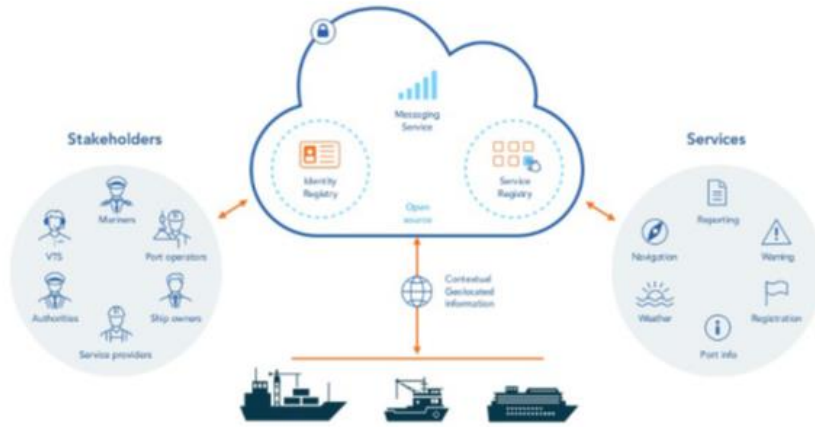 Messaging
Service
Stakeholders
Services
Identity
Registry
Service
Registry
Open
source
Mariners
VTS
Port operators
Authorities
Ship owners
Service providers
Reporting
Navigation
Warning
Weather
Registration
Port info
Contextual
Geolocated
information